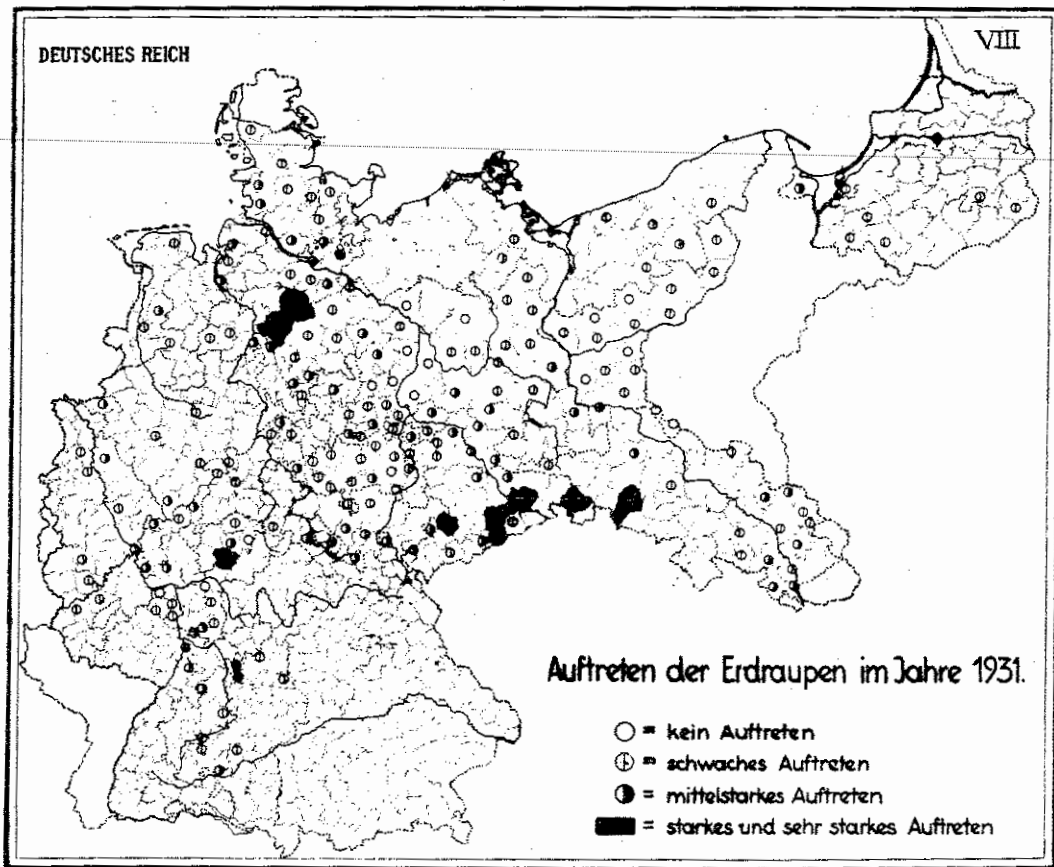 DEUTSCHES REICH
VIII
Auftreten der Erdraupen im Jahre 1931.
= kein Auftreten
= schwaches Auftreten
= mittelstarkes Auftreten
= starkes und sehr starkes Auftreten